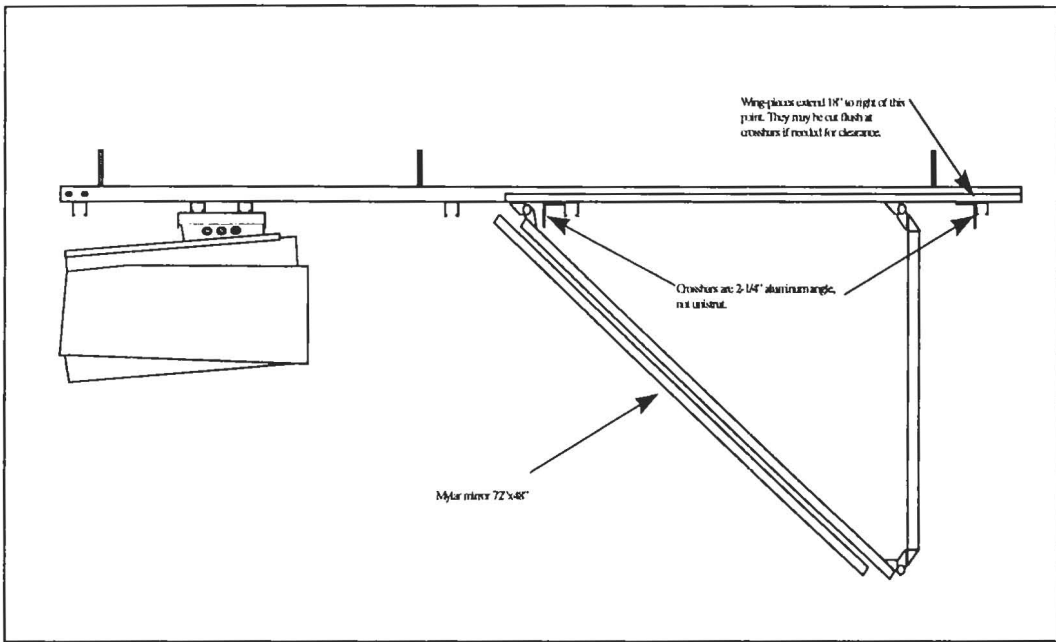 Wing-pieces extend 18" to right of this
point. They may be cut flush at
crossbars if needed for clearance.
Crossbars are 2-1/4" aluminum angle,
not unistrut.
Mylar mirror 72"x48"